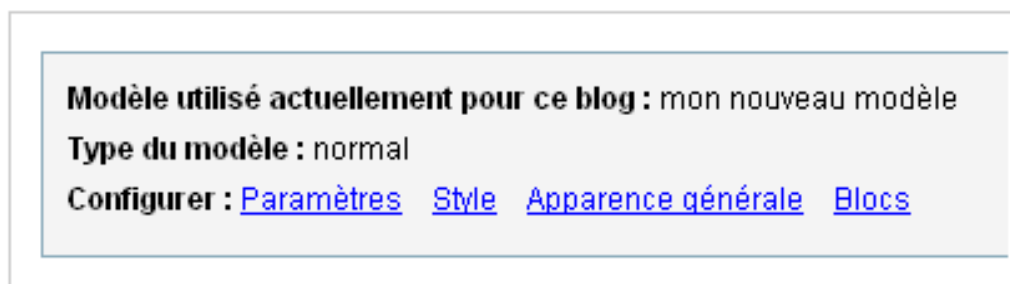 Modèle utilisé actuellement pour ce blog : mon nouveau modèle
Type du modèle : normal
Configurer : Paramètres Style Apparence générale Blocs